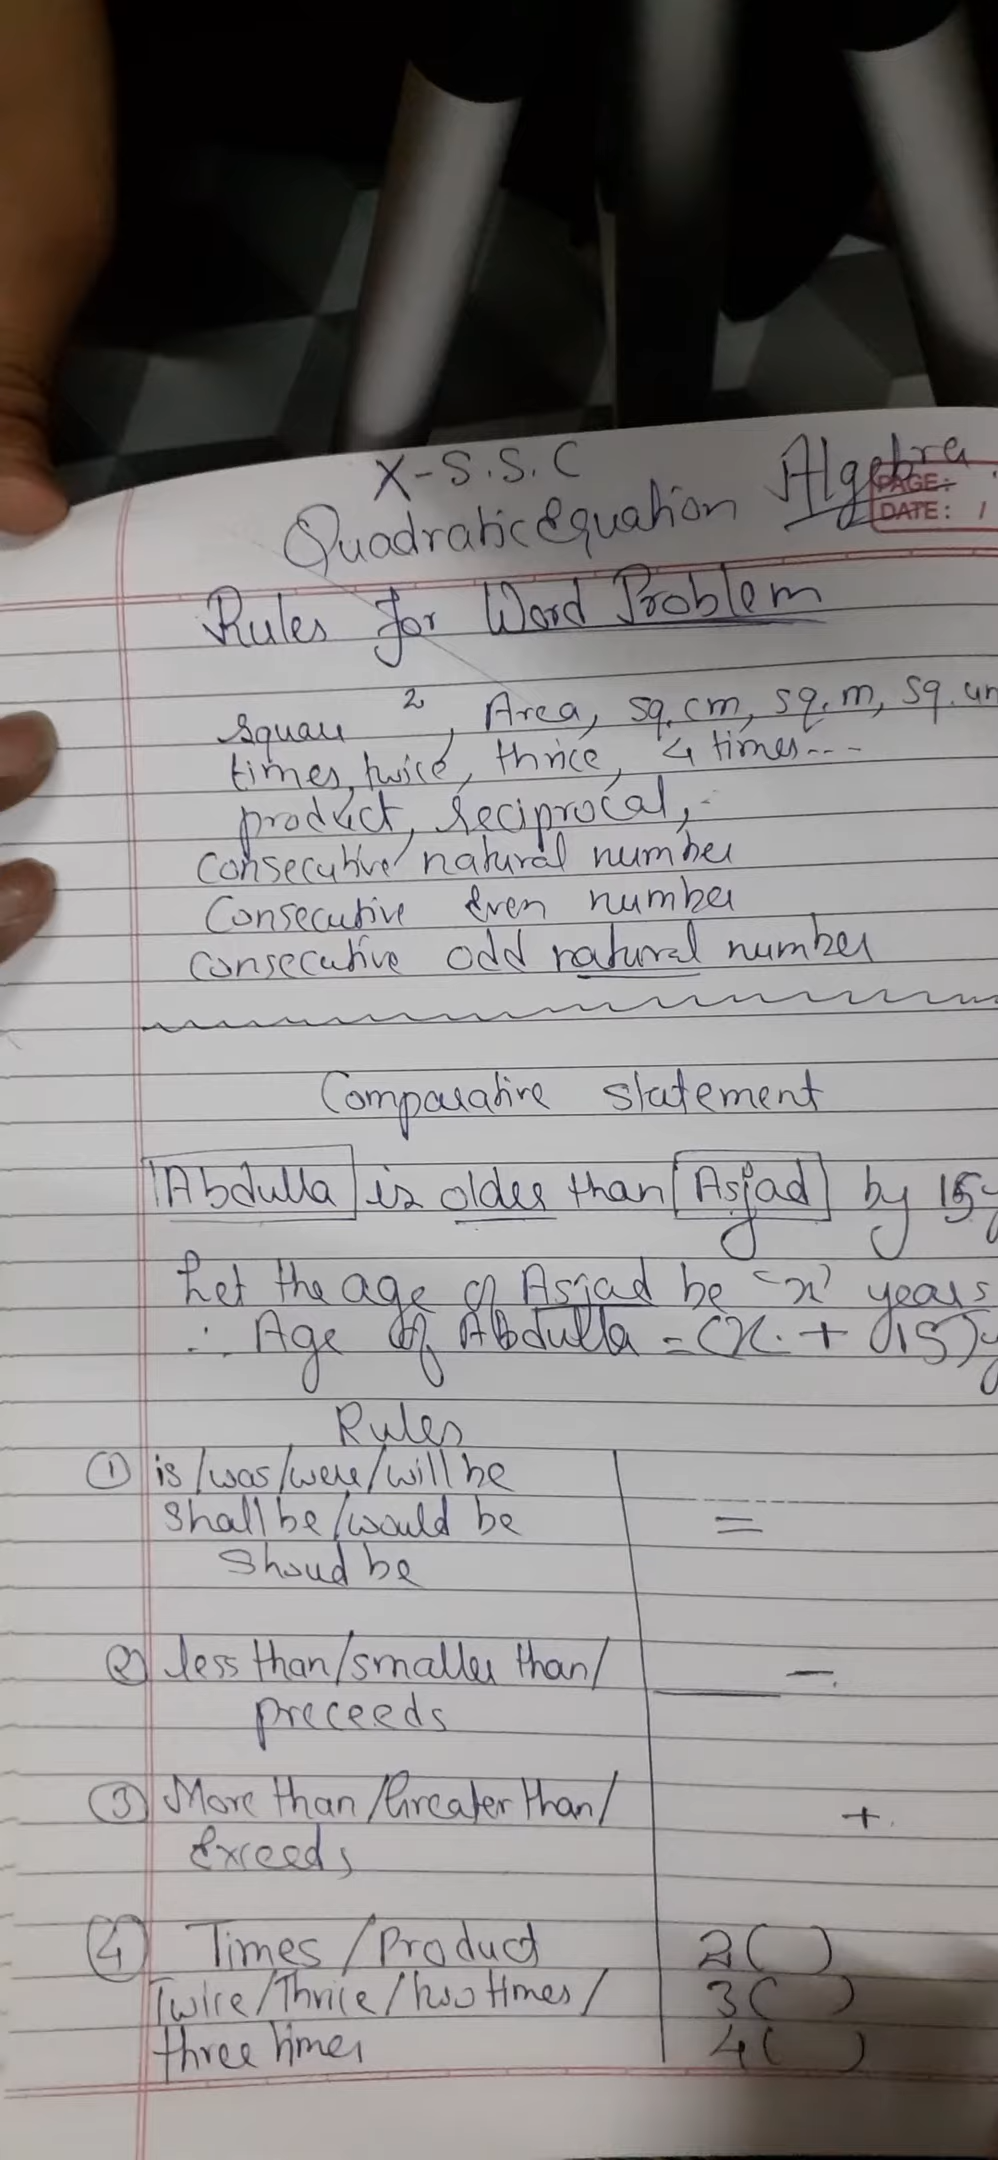 X-S.S.C
Algebra
PAGE:
DATE: /
Quadratic Equation
Rules for Word Problem
square ², Area, sq.cm, sq.m, sq.un
times, twice, thrice, 4 times---
product, reciprocal,
consecutive natural number
Consecutive even number
consecutive odd natural number
Comparative statement
Abdulla is older than Asjad by 15y
Let the age of Asjad be 'x' years
∴ Age of Abdulla = (x + 15)y
Rules
① is/was/were/will be
shall be/would be =
shoud be
② less than/smaller than/ —
preceeds
③ More than/Greater than/ +
Exceeds
④ Times/Product 2( )
Twice/Thrice/two times/ 3( )
three times 4( )